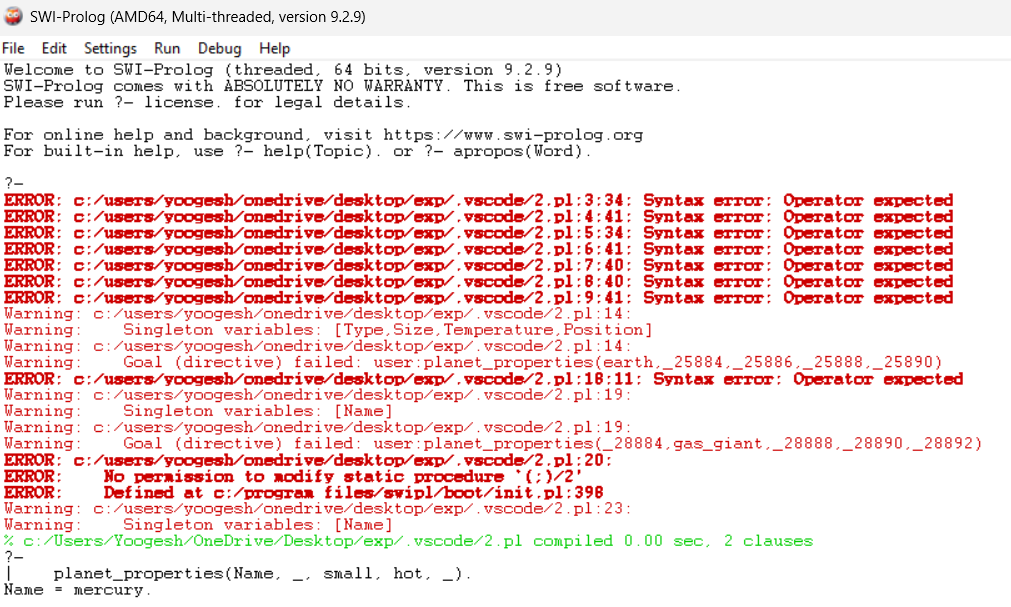 SWI-Prolog (AMD64, Multi-threaded, version 9.2.9)
File Edit Settings Run Debug Help
Welcome to SWI-Prolog (threaded, 64 bits, version 9.2.9)
SWI-Prolog comes with ABSOLUTELY NO WARRANTY. This is free software.
Please run ?- license. for legal details.

For online help and background, visit https://www.swi-prolog.org
For built-in help, use ?- help(Topic). or ?- apropos(Word).

?-
ERROR: c:/users/yoogesh/onedrive/desktop/exp/.vscode/2.pl:3:34: Syntax error: Operator expected
ERROR: c:/users/yoogesh/onedrive/desktop/exp/.vscode/2.pl:4:41: Syntax error: Operator expected
ERROR: c:/users/yoogesh/onedrive/desktop/exp/.vscode/2.pl:5:34: Syntax error: Operator expected
ERROR: c:/users/yoogesh/onedrive/desktop/exp/.vscode/2.pl:6:41: Syntax error: Operator expected
ERROR: c:/users/yoogesh/onedrive/desktop/exp/.vscode/2.pl:7:40: Syntax error: Operator expected
ERROR: c:/users/yoogesh/onedrive/desktop/exp/.vscode/2.pl:8:40: Syntax error: Operator expected
ERROR: c:/users/yoogesh/onedrive/desktop/exp/.vscode/2.pl:9:41: Syntax error: Operator expected
Warning: c:/users/yoogesh/onedrive/desktop/exp/.vscode/2.pl:14:
Warning:    Singleton variables: [Type,Size,Temperature,Position]
Warning: c:/users/yoogesh/onedrive/desktop/exp/.vscode/2.pl:14:
Warning:    Goal (directive) failed: user:planet_properties(earth,_25884,_25886,_25888,_25890)
ERROR: c:/users/yoogesh/onedrive/desktop/exp/.vscode/2.pl:18:11: Syntax error: Operator expected
Warning: c:/users/yoogesh/onedrive/desktop/exp/.vscode/2.pl:19:
Warning:    Singleton variables: [Name]
Warning: c:/users/yoogesh/onedrive/desktop/exp/.vscode/2.pl:19:
Warning:    Goal (directive) failed: user:planet_properties(_28884,gas_giant,_28888,_28890,_28892)
ERROR: c:/users/yoogesh/onedrive/desktop/exp/.vscode/2.pl:20:
ERROR:    No permission to modify static procedure `(;)/2'
ERROR:    Defined at c:/program files/swipl/boot/init.pl:398
Warning: c:/users/yoogesh/onedrive/desktop/exp/.vscode/2.pl:23:
Warning:    Singleton variables: [Name]
% c:/Users/Yoogesh/OneDrive/Desktop/exp/.vscode/2.pl compiled 0.00 sec, 2 clauses
?-
|    planet_properties(Name, _, small, hot, _).
Name = mercury.